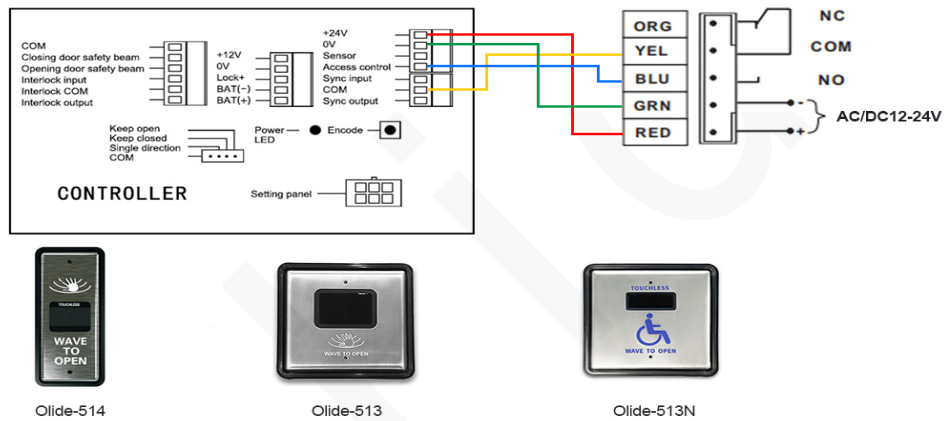 COM
Closing door safety beam
Opening door safety beam
Interlock input
Interlock COM
Interlock output
+12V
0V
Lock+
BAT(−)
BAT(+)
+24V
0V
Sensor
Access control
Sync input
COM
Sync output
Keep open
Keep closed
Single direction
COM
Power
LED
Encode
CONTROLLER
Setting panel
ORG
YEL
BLU
GRN
RED
NC
COM
NO
-
+
AC/DC12-24V
TOUCHLESS
WAVE
TO
OPEN
WAVE TO OPEN
TOUCHLESS
WAVE TO OPEN
Olide-514
Olide-513
Olide-513N